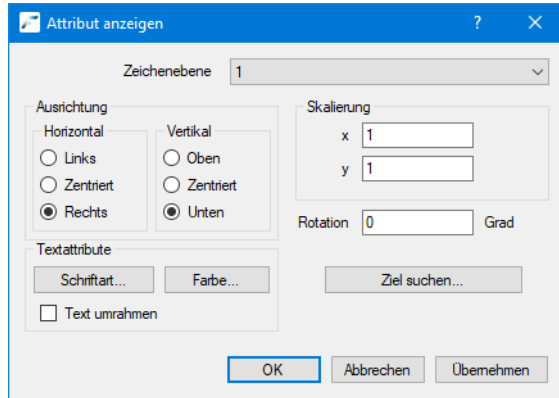 Attribut anzeigen ?
Zeichenebene 1
Ausrichtung
Horizontal
Links
Zentriert
Rechts
Vertikal
Oben
Zentriert
Unten
Skalierung
x 1
y 1
Rotation 0 Grad
Textattribute
Schriftart... Farbe...
Text umrahmen
Ziel suchen...
OK Abbrechen Übernehmen